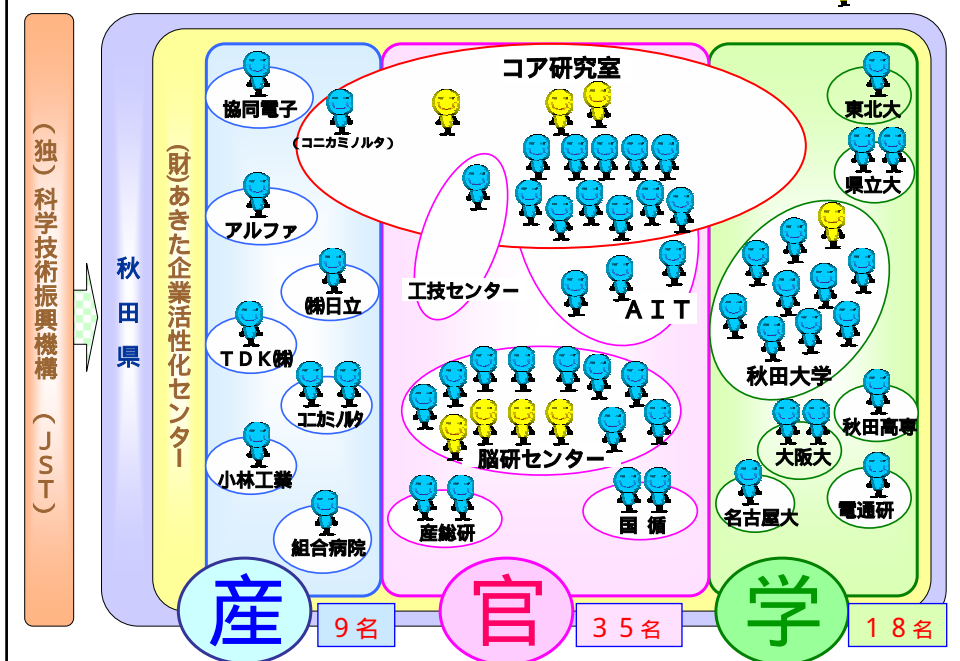 （独）科学技術振興機構　（ＪＳＴ）
秋田県
(財)あきた企業活性化センター
コア研究室
協同電子
（コニカミノルタ）
アルファ
㈱日立
ＴＤＫ㈱
コニカミノルタ
小林工業
組合病院
工技センター
ＡＩＴ
脳研センター
産総研
国 循
東北大
県立大
秋田大学
秋田高専
大阪大
名古屋大
電通研
産
9名
官
３５名
学
１８名